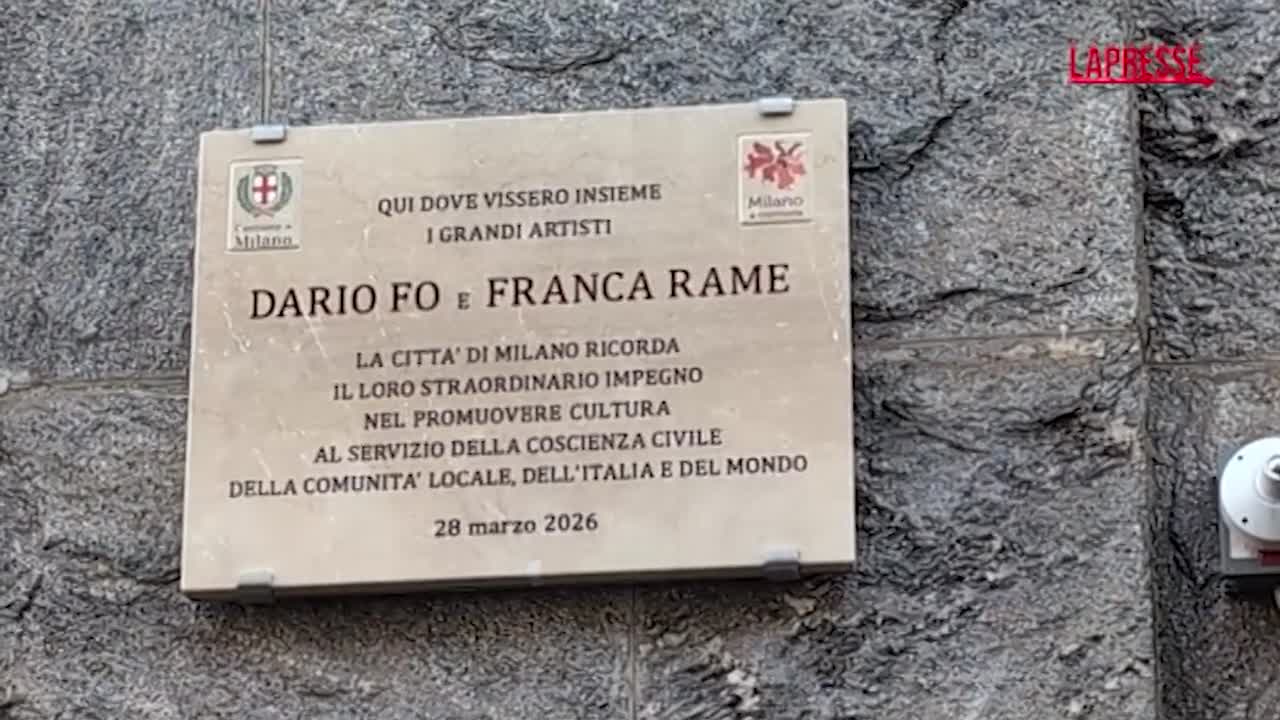 LAPRESSE
Comune di
Milano
Milano
QUI DOVE VISSERO INSIEME
I GRANDI ARTISTI
DARIO FO E FRANCA RAME
LA CITTA' DI MILANO RICORDA
IL LORO STRAORDINARIO IMPEGNO
NEL PROMUOVERE CULTURA
AL SERVIZIO DELLA COSCIENZA CIVILE
DELLA COMUNITA' LOCALE, DELL'ITALIA E DEL MONDO
28 marzo 2026